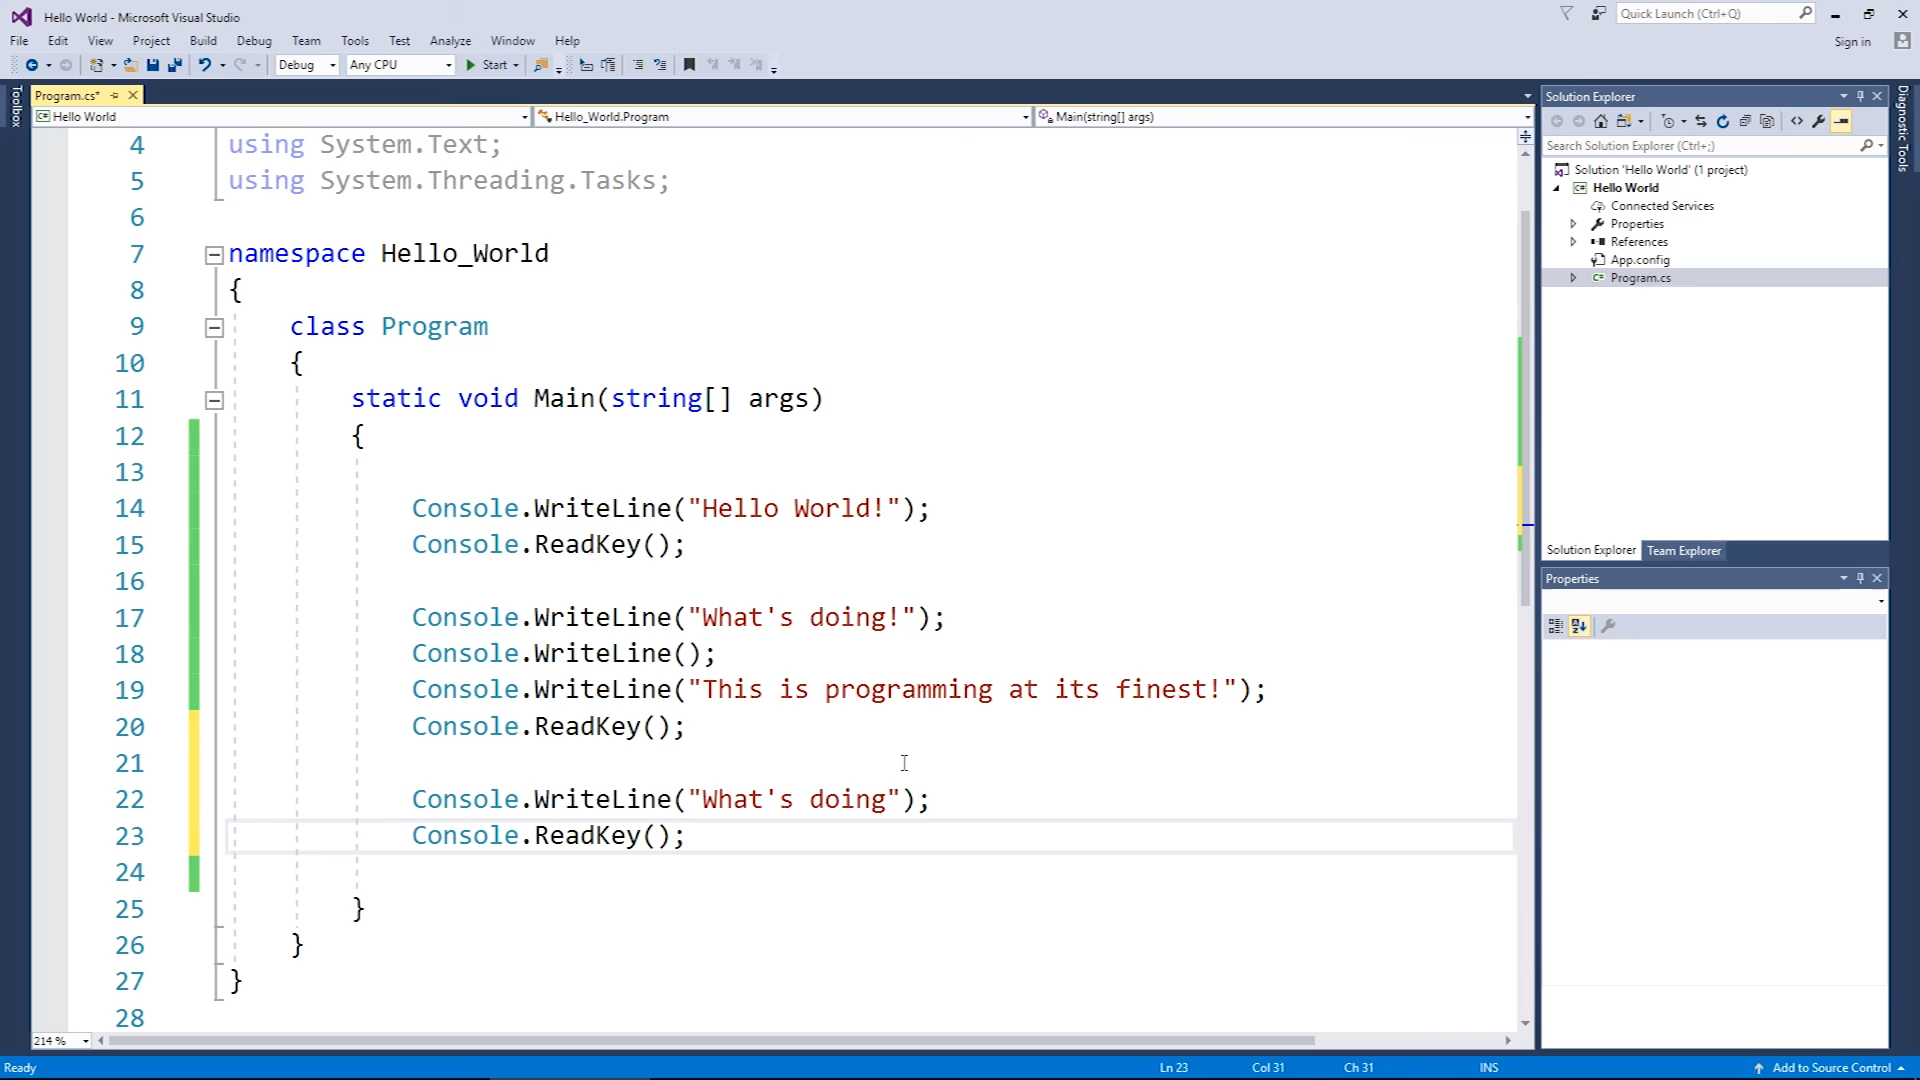 Hello World - Microsoft Visual Studio
Quick Launch (Ctrl+Q)
File Edit View Project Build Debug Team Tools Test Analyze Window Help
Sign in
Debug Any CPU Start
Toolbox
Program.cs*
Hello World Hello_World.Program Main(string[] args)
4 using System.Text;
5 using System.Threading.Tasks;
6
7 namespace Hello_World
8 {
9 class Program
10 {
11 static void Main(string[] args)
12 {
13
14 Console.WriteLine("Hello World!");
15 Console.ReadKey();
16
17 Console.WriteLine("What's doing!");
18 Console.WriteLine();
19 Console.WriteLine("This is programming at its finest!");
20 Console.ReadKey();
21
22 Console.WriteLine("What's doing");
23 Console.ReadKey();
24
25 }
26 }
27 }
28
214 %
Solution Explorer
Search Solution Explorer (Ctrl+;)
Solution 'Hello World' (1 project)
C# Hello World
Connected Services
Properties
References
App.config
C# Program.cs
Solution Explorer Team Explorer
Properties
Diagnostic Tools
Ready Ln 23 Col 31 Ch 31 INS Add to Source Control